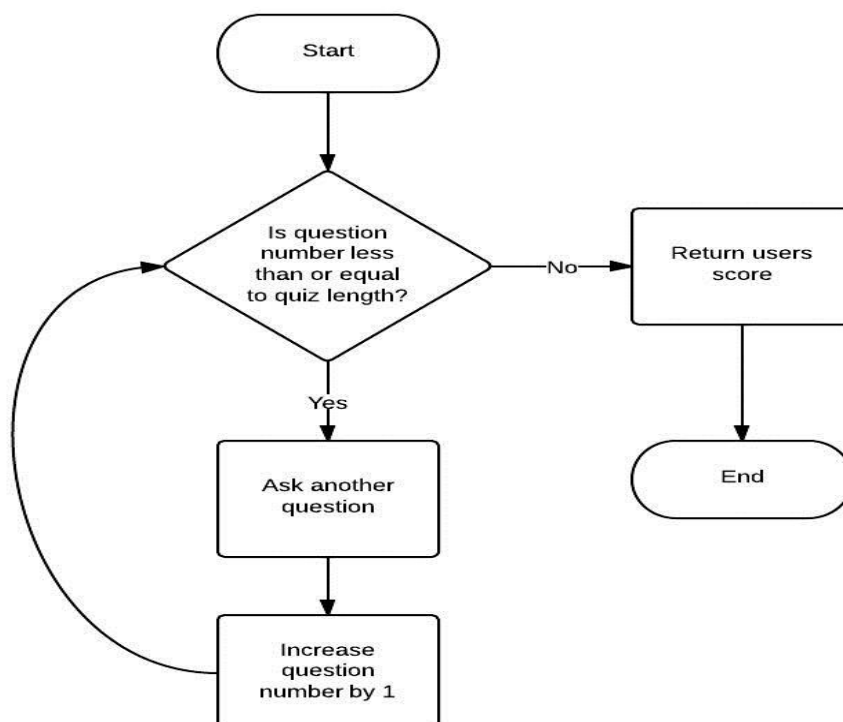 Start
Is question
number less
than or equal
to quiz length?
No
Return users
score
Yes
End
Ask another
question
Increase
question
number by 1